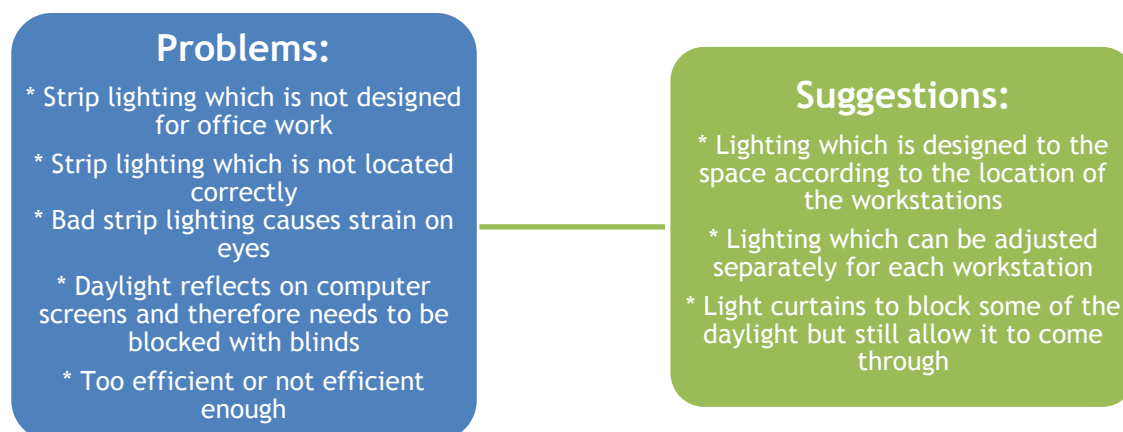 Problems:
* Strip lighting which is not designed
for office work
* Strip lighting which is not located
correctly
* Bad strip lighting causes strain on
eyes
* Daylight reflects on computer
screens and therefore needs to be
blocked with blinds
* Too efficient or not efficient
enough
Suggestions:
* Lighting which is designed to the
space according to the location of
the workstations
* Lighting which can be adjusted
separately for each workstation
* Light curtains to block some of the
daylight but still allow it to come
through